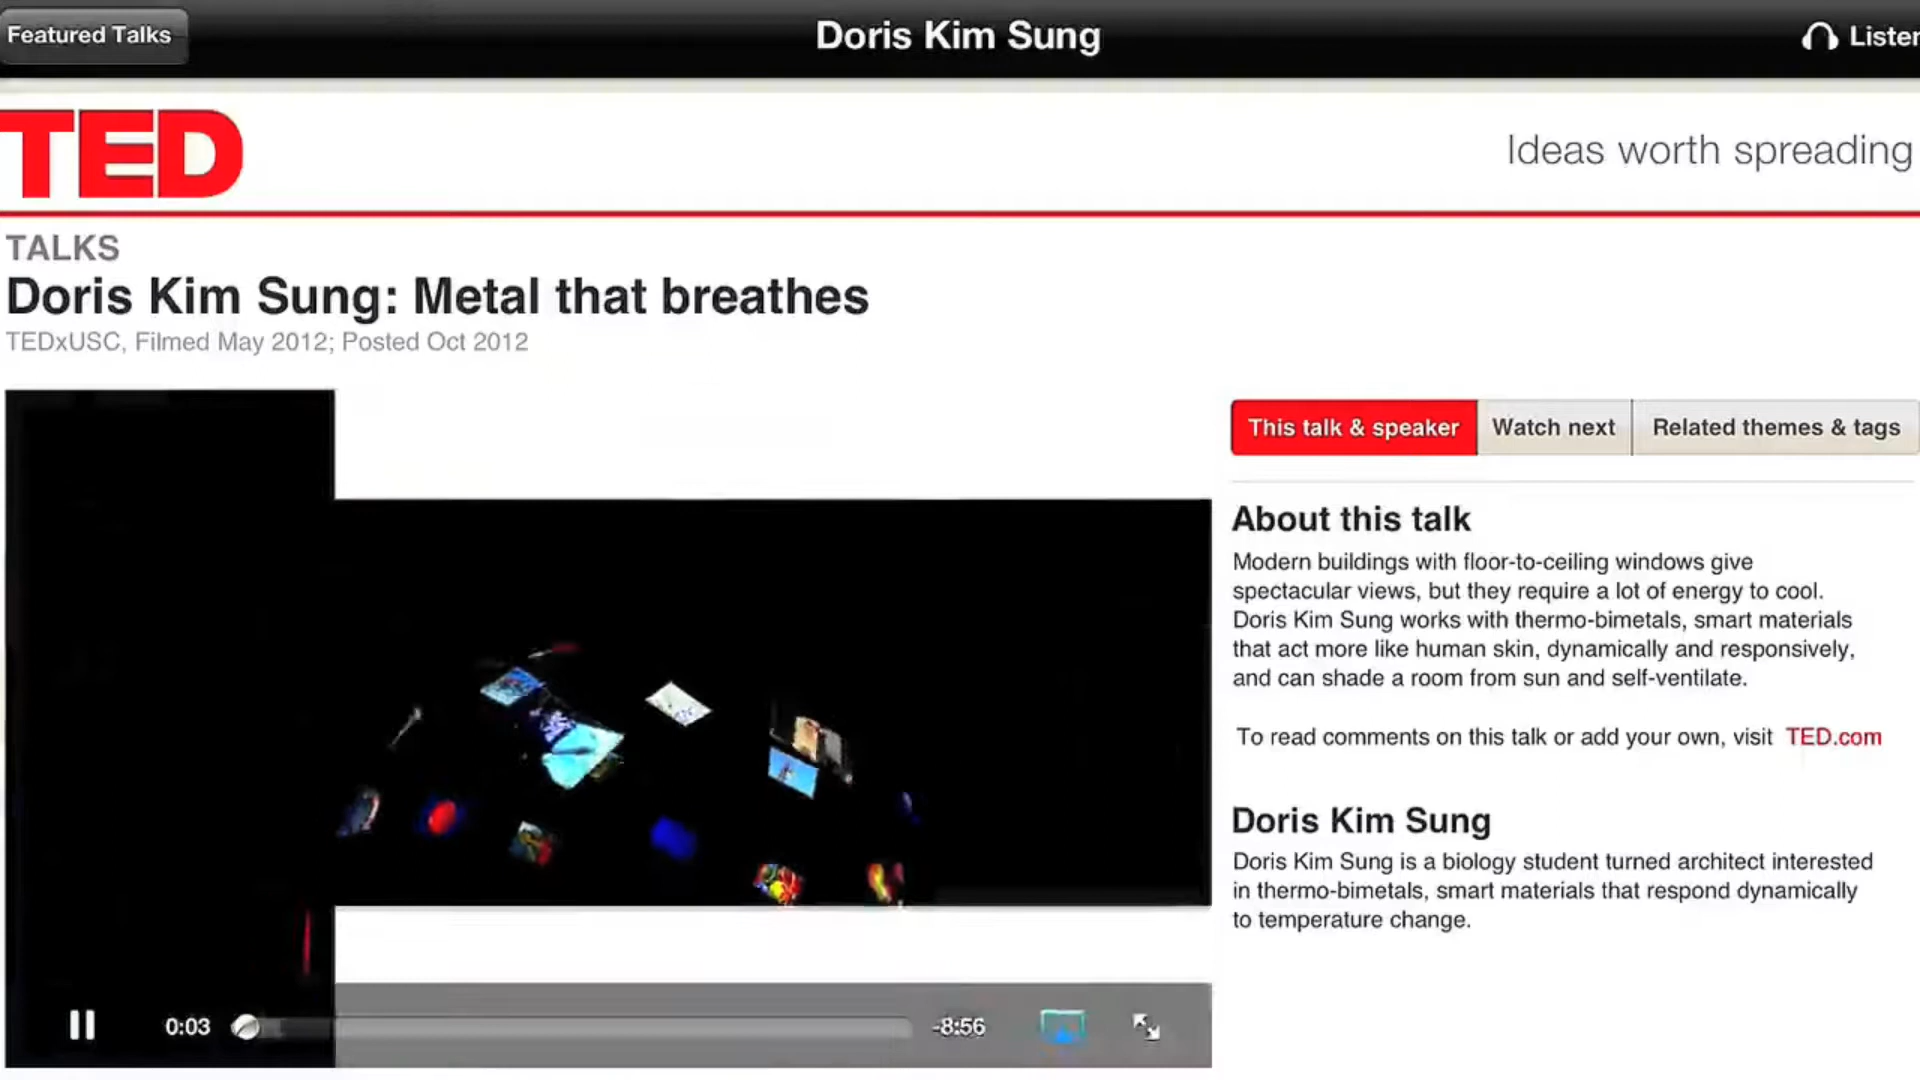 Featured Talks
Doris Kim Sung
Listen
TED
Ideas worth spreading
TALKS
Doris Kim Sung: Metal that breathes
TEDxUSC, Filmed May 2012; Posted Oct 2012
This talk & speaker
Watch next
Related themes & tags
About this talk
Modern buildings with floor-to-ceiling windows give
spectacular views, but they require a lot of energy to cool.
Doris Kim Sung works with thermo-bimetals, smart materials
that act more like human skin, dynamically and responsively,
and can shade a room from sun and self-ventilate.
To read comments on this talk or add your own, visit TED.com
Doris Kim Sung
Doris Kim Sung is a biology student turned architect interested
in thermo-bimetals, smart materials that respond dynamically
to temperature change.
0:03
-8:56